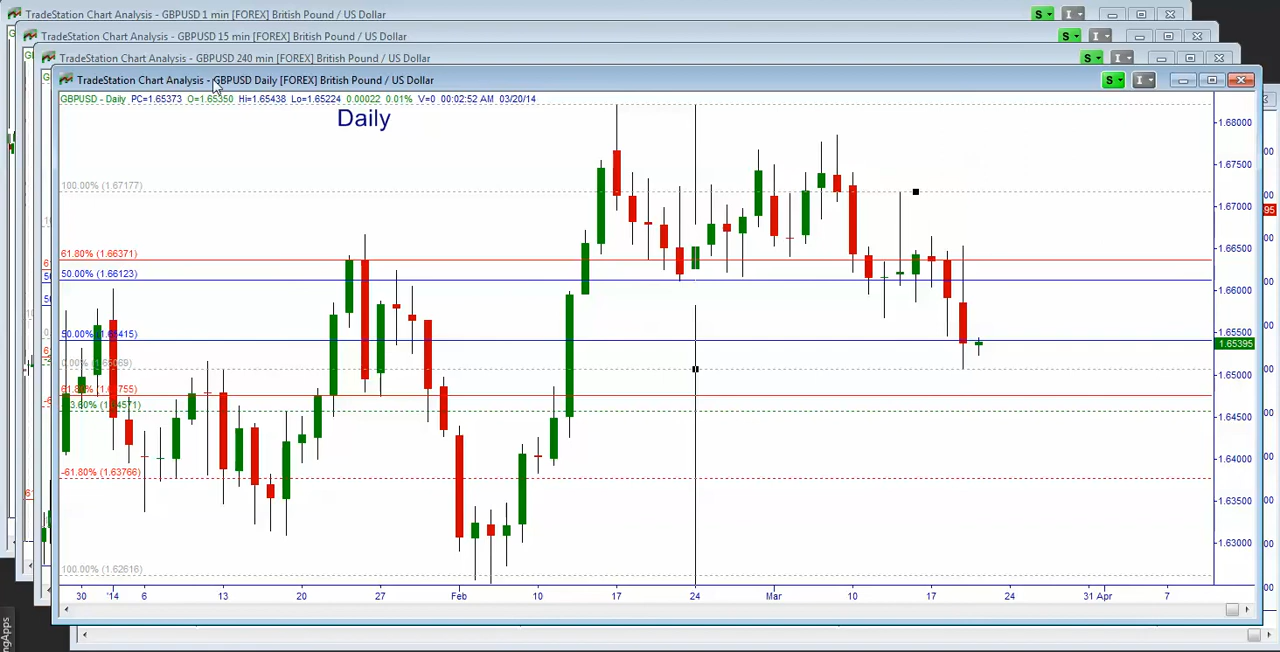 TradeStation Chart Analysis - GBPUSD 1 min [FOREX] British Pound / US Dollar
S I
TradeStation Chart Analysis - GBPUSD 15 min [FOREX] British Pound / US Dollar
S I
TradeStation Chart Analysis - GBPUSD 240 min [FOREX] British Pound / US Dollar
S I
TradeStation Chart Analysis - GBPUSD Daily [FOREX] British Pound / US Dollar
S I
GBPUSD - Daily PC=1.65373 O=1.65350 Hi=1.65438 Lo=1.65224 0.00022 0.01% V=0 00:02:52 AM 03/20/14
Daily
1.68000
1.67500
100.00% (1.67177)
1.67000
61.80% (1.66371)
1.66500
50.00% (1.66123)
1.66000
50.00% (1.65415)
1.65500
1.65395
1.65000
1.64500
1.64000
-61.80% (1.63766)
1.63500
1.63000
100.00% (1.62616)
30 '14 6 13 20 27 Feb 10 17 24 Mar 10 17 24 31 Apr 7
ngApps